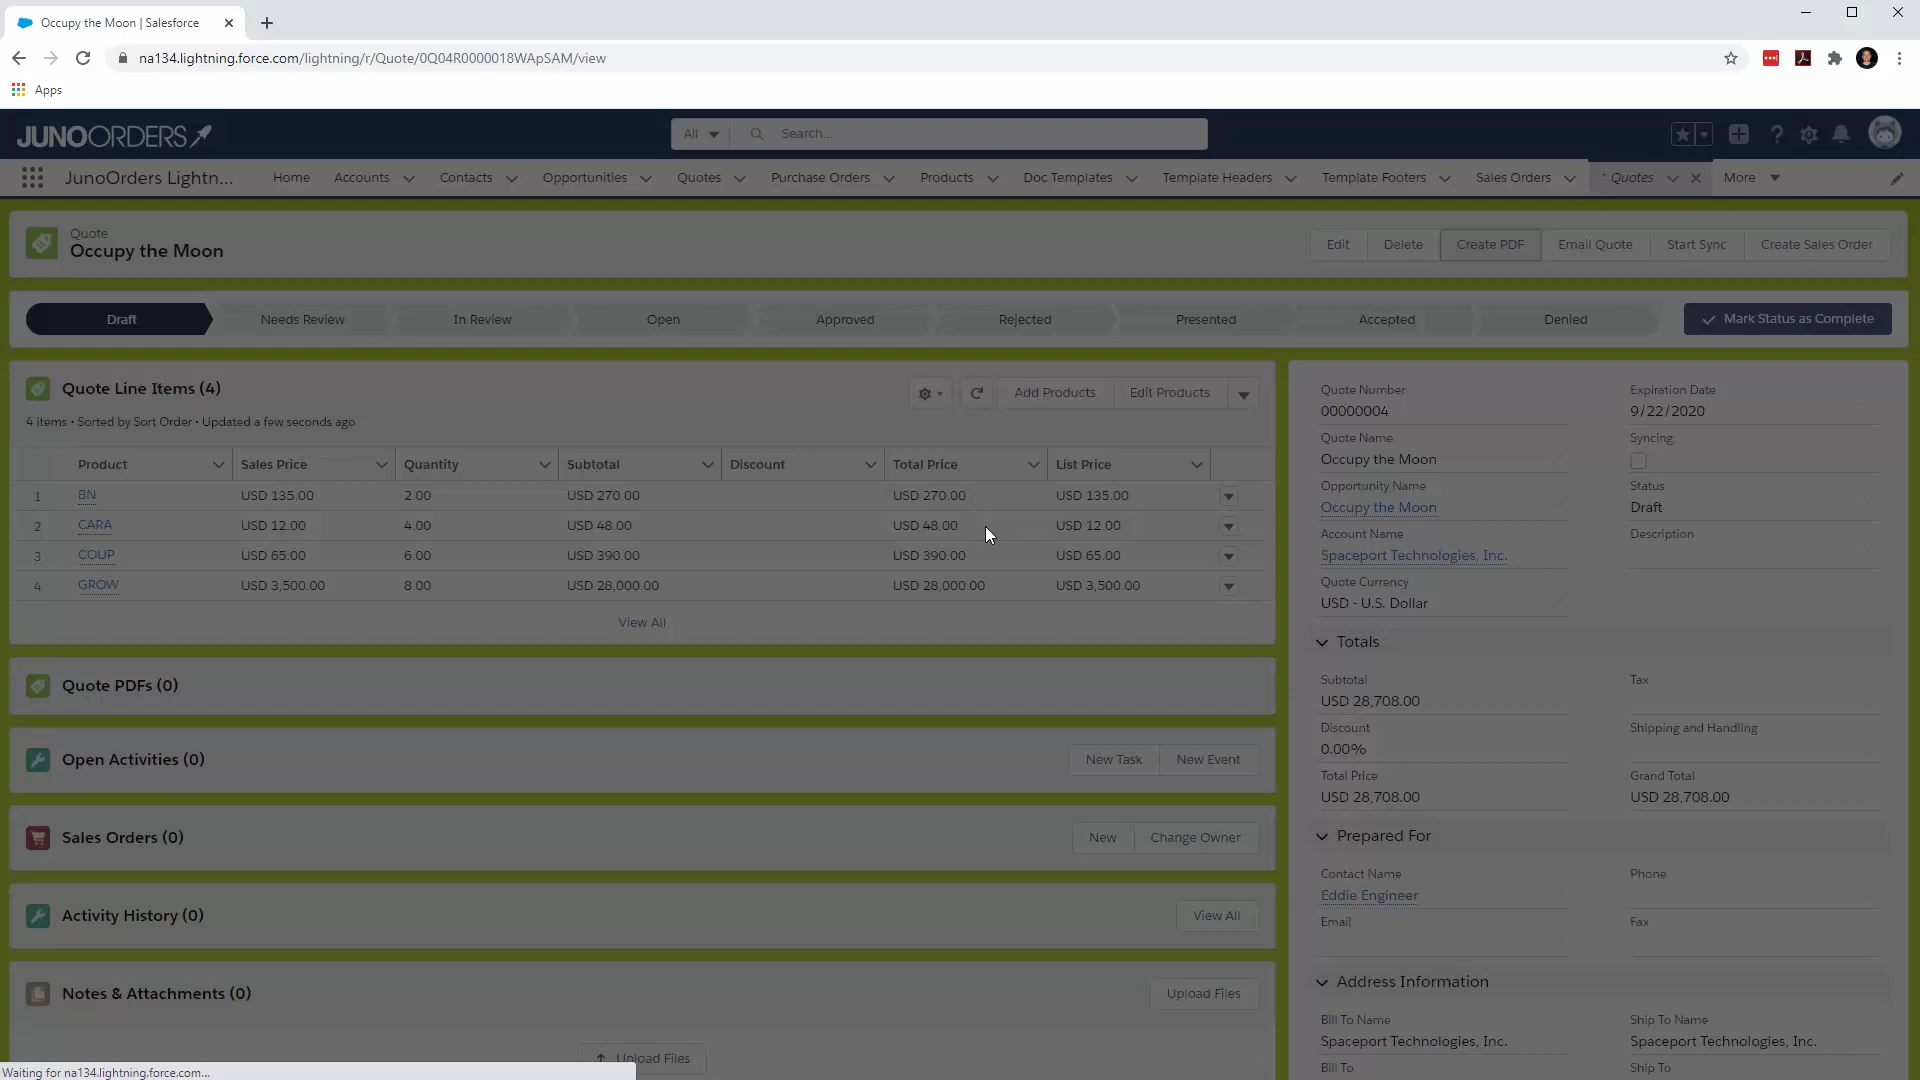 Occupy the Moon | Salesforce
na134.lightning.force.com/lightning/r/Quote/0Q04R0000018WApSAM/view
Apps
JUNOORDERS
All
Search...
JunoOrders Lightn...
Home
Accounts
Contacts
Opportunities
Quotes
Purchase Orders
Products
Doc Templates
Template Headers
Template Footers
Sales Orders
* Quotes
More
Quote
Occupy the Moon
Edit
Delete
Create PDF
Email Quote
Start Sync
Create Sales Order
Draft
Needs Review
In Review
Open
Approved
Rejected
Presented
Accepted
Denied
Mark Status as Complete
Quote Line Items (4)
Add Products
Edit Products
4 items • Sorted by Sort Order • Updated a few seconds ago
Product Sales Price Quantity Subtotal Discount Total Price List Price
1 BN USD 135.00 2.00 USD 270.00 USD 270.00 USD 135.00
2 CARA USD 12.00 4.00 USD 48.00 USD 48.00 USD 12.00
3 COUP USD 65.00 6.00 USD 390.00 USD 390.00 USD 65.00
4 GROW USD 3,500.00 8.00 USD 28,000.00 USD 28,000.00 USD 3,500.00
View All
Quote PDFs (0)
Open Activities (0)
New Task
New Event
Sales Orders (0)
New
Change Owner
Activity History (0)
View All
Notes & Attachments (0)
Upload Files
Upload Files
Quote Number
00000004
Expiration Date
9/22/2020
Quote Name
Occupy the Moon
Syncing
Opportunity Name
Occupy the Moon
Status
Draft
Account Name
Spaceport Technologies, Inc.
Description
Quote Currency
USD - U.S. Dollar
Totals
Subtotal
USD 28,708.00
Tax
Discount
0.00%
Shipping and Handling
Total Price
USD 28,708.00
Grand Total
USD 28,708.00
Prepared For
Contact Name
Eddie Engineer
Phone
Email
Fax
Address Information
Bill To Name
Spaceport Technologies, Inc.
Ship To Name
Spaceport Technologies, Inc.
Bill To
Ship To
Waiting for na134.lightning.force.com...